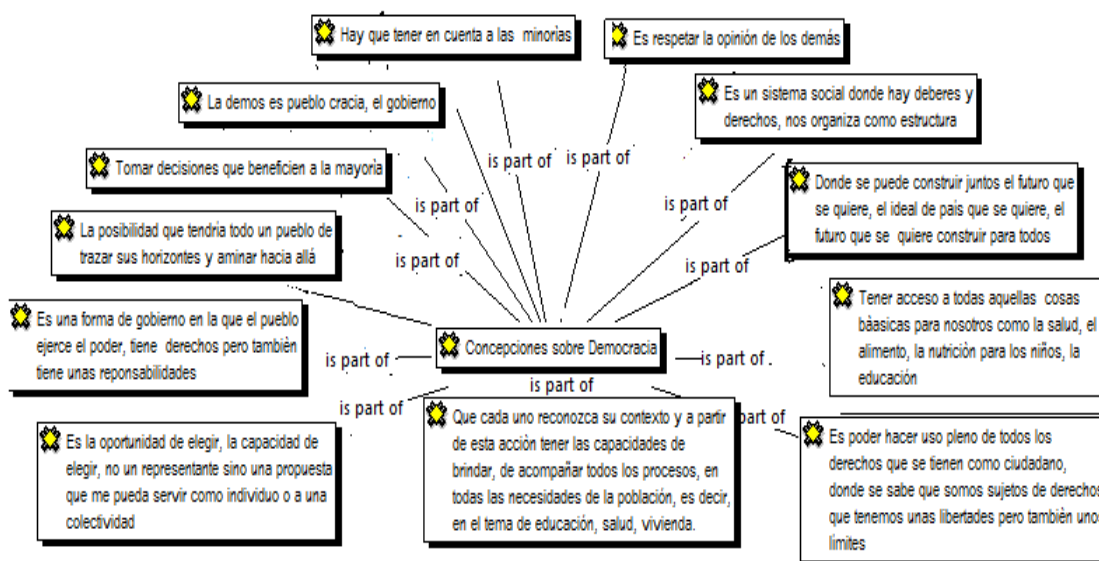 Hay que tener en cuenta a las minorìas
Es respetar la opinión de los demás
La demos es pueblo cracia, el gobierno
Es un sistema social donde hay deberes y
derechos, nos organiza como estructura
Tomar decisiones que beneficien a la mayorìa
Donde se puede construir juntos el futuro que
se quiere, el ideal de paìs que se quiere, el
futuro que se quiere construir para todos
La posibilidad que tendria todo un pueblo de
trazar sus horizontes y aminar hacia allá
Es una forma de gobierno en la que el pueblo
ejerce el poder, tiene derechos pero tambièn
tiene unas reponsabilidades
Tener acceso a todas aquellas cosas
bàasicas para nosotros como la salud, el
alimento, la nutriciòn para los niños, la
educación
Concepciones sobre Democracia
Es la oportunidad de elegir, la capacidad de
elegir, no un representante sino una propuesta
que me pueda servir como individuo o a una
colectividad
Que cada uno reconozca su contexto y a partir
de esta acciòn tener las capacidades de
brindar, de acompañar todos los procesos, en
todas las necesidades de la población, es decir,
en el tema de educación, salud, vivienda.
Es poder hacer uso pleno de todos los
derechos que se tienen como ciudadano,
donde se sabe que somos sujetos de derechos
que tenemos unas libertades pero tambièn unos
lìmites
is part of
is part of
is part of
is part of
is part of
is part of
is part of
is part of
is part of
is part of
is part of
part of